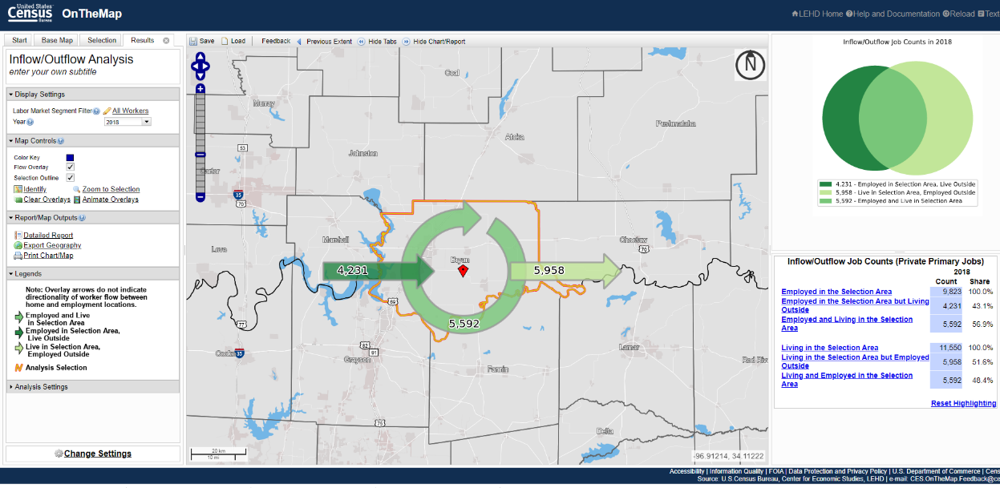 United States
Census
Bureau
OnTheMap
LEHD Home Help and Documentation Reload Text
Start Base Map Selection Results
Save Load Feedback Previous Extent Hide Tabs Hide Chart/Report
Inflow/Outflow Analysis
enter your own subtitle
Display Settings
Labor Market Segment Filter All Workers
Year 2018
Map Controls
Color Key
Flow Overlay
Selection Outline
Identify Zoom to Selection
Clear Overlays Animate Overlays
Report/Map Outputs
Detailed Report
Export Geography
Print Chart/Map
Legends
Note: Overlay arrows do not indicate
directionality of worker flow between
home and employment locations.
Employed and Live
in Selection Area
Employed in Selection Area,
Live Outside
Live in Selection Area,
Employed Outside
Analysis Selection
Analysis Settings
Change Settings
N
Coal
Murray
Pushmataha
Atoka
53
Johnston
Carter
35
70
Marshall
Choctaw
Love
70
Bryan
4,231
5,958
69
5,592
77
82
91
Cooke
35
Grayson
Lamar
Red Riv
Fannin
75
Delta
20 km
10 mi
-96.91214, 34.11222
Inflow/Outflow Job Counts in 2018
4,231 - Employed in Selection Area, Live Outside
5,958 - Live in Selection Area, Employed Outside
5,592 - Employed and Live in Selection Area
Inflow/Outflow Job Counts (Private Primary Jobs)
2018
Count Share
Employed in the Selection Area 9,823 100.0%
Employed in the Selection Area but Living
Outside 4,231 43.1%
Employed and Living in the Selection
Area 5,592 56.9%
Living in the Selection Area 11,550 100.0%
Living in the Selection Area but Employed
Outside 5,958 51.6%
Living and Employed in the Selection
Area 5,592 48.4%
Reset Highlighting
Accessibility | Information Quality | FOIA | Data Protection and Privacy Policy | U.S. Department of Commerce | Cens
Source: U.S.Census Bureau, Center for Economic Studies, LEHD | e-mail: CES.OnTheMap.Feedback@ce